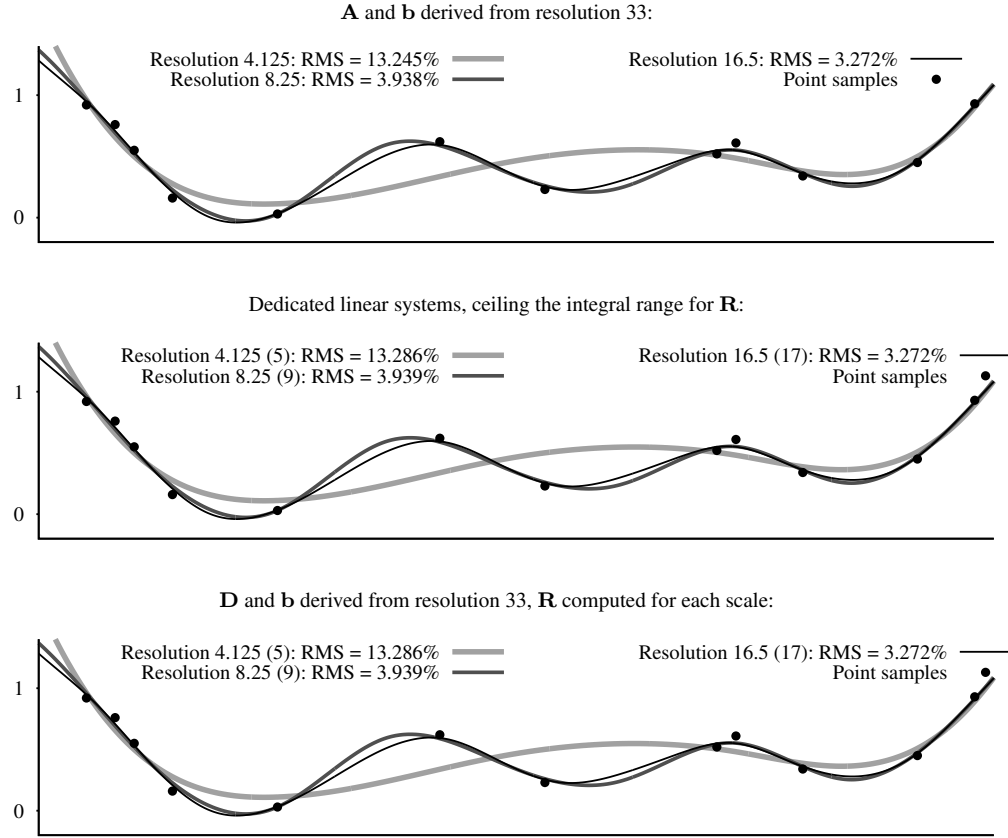 A and b derived from resolution 33:
Resolution 4.125: RMS = 13.245%
Resolution 8.25: RMS = 3.938%
Resolution 16.5: RMS = 3.272%
Point samples
1
0
Dedicated linear systems, ceiling the integral range for R:
Resolution 4.125 (5): RMS = 13.286%
Resolution 8.25 (9): RMS = 3.939%
Resolution 16.5 (17): RMS = 3.272%
Point samples
1
0
D and b derived from resolution 33, R computed for each scale:
Resolution 4.125 (5): RMS = 13.286%
Resolution 8.25 (9): RMS = 3.939%
Resolution 16.5 (17): RMS = 3.272%
Point samples
1
0